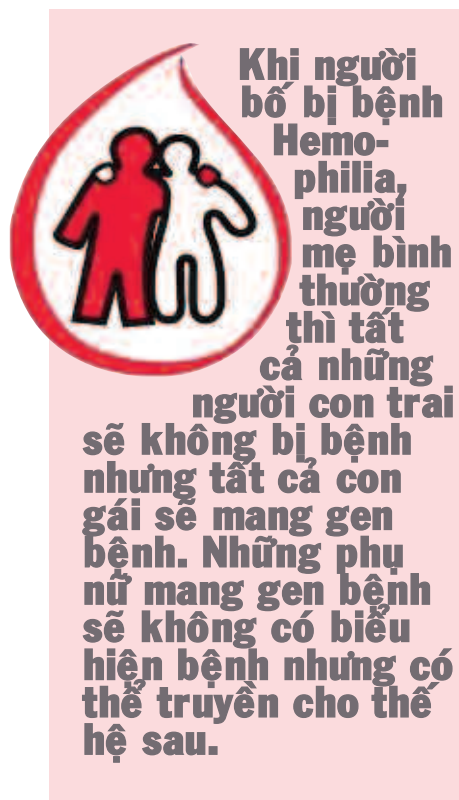 Khi người
bố bị bệnh
Hemo-
philia,
người
mẹ bình
thường
thì tất
cả những
người con trai
sẽ không bị bệnh
nhưng tất cả con
gái sẽ mang gen
bệnh. Những phụ
nữ mang gen bệnh
sẽ không có biểu
hiện bệnh nhưng có
thể truyền cho thế
hệ sau.